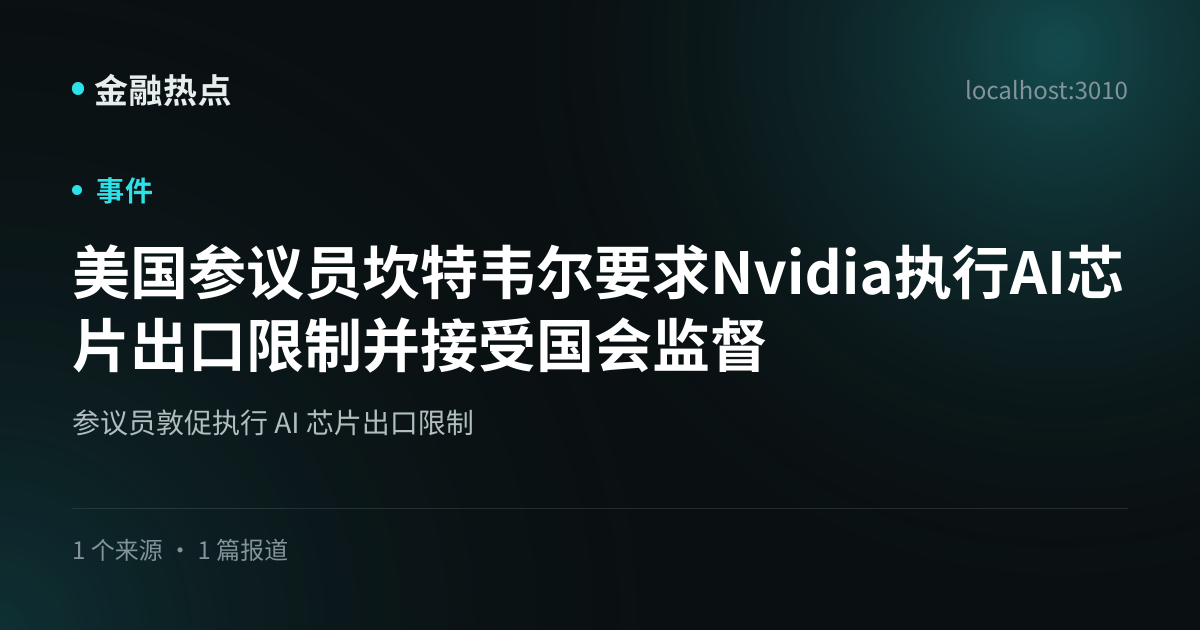 金融热点
localhost:3010
事件
美国参议员坎特韦尔要求Nvidia执行AI芯
片出口限制并接受国会监督
参议员敦促执行 AI 芯片出口限制
1 个来源 · 1 篇报道